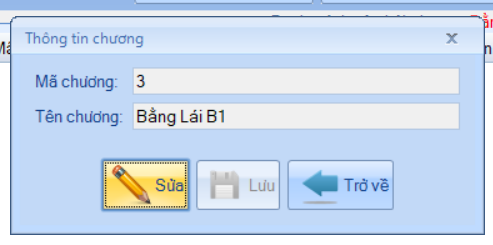 Thông tin chương x
Mã chương: 3
Tên chương: Bằng Lái B1
Sửa Lưu Trở về